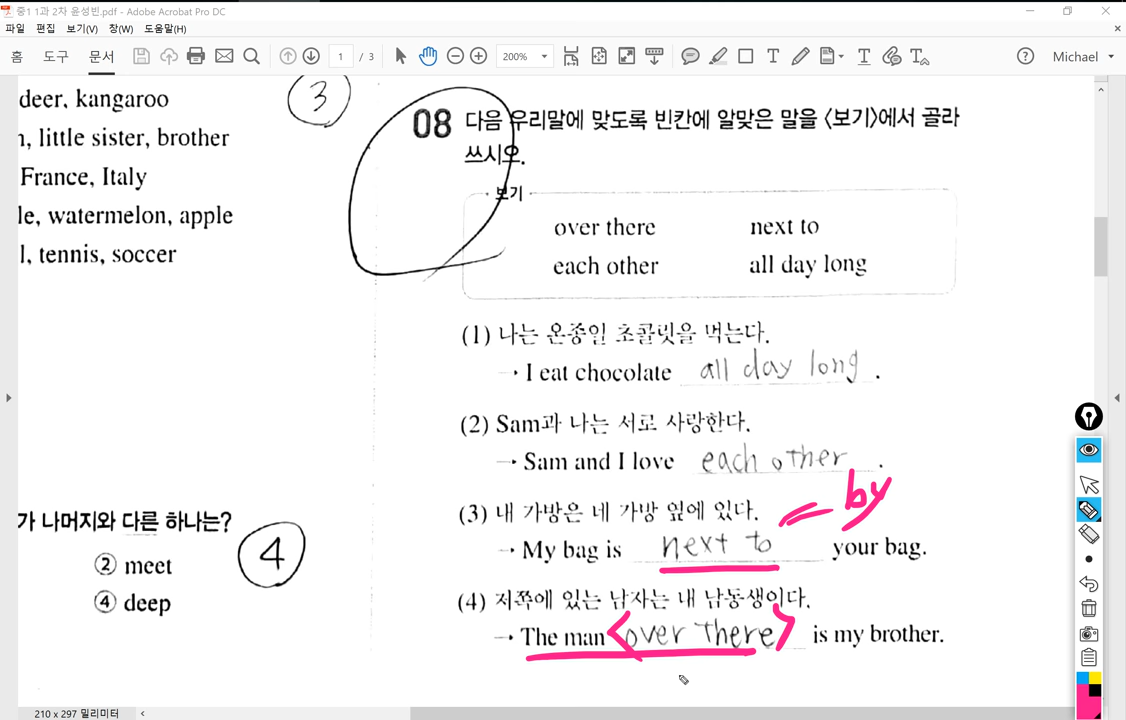 중1 1과 2차 윤성빈.pdf - Adobe Acrobat Pro DC
파일 편집 보기(V) 창(W) 도움말(H)
홈 도구 문서 1 / 3 200% Michael
deer, kangaroo
, little sister, brother
France, Italy
le, watermelon, apple
l, tennis, soccer
3
가 나머지와 다른 하나는?
② meet
④ deep
4
08 다음 우리말에 맞도록 빈칸에 알맞은 말을 <보기>에서 골라
쓰시오.
보기
over there next to
each other all day long
(1) 나는 온종일 초콜릿을 먹는다.
→ I eat chocolate all day long .
(2) Sam과 나는 서로 사랑한다.
→ Sam and I love each other .
(3) 내 가방은 네 가방 옆에 있다. = by
→ My bag is next to your bag.
(4) 저쪽에 있는 남자는 내 남동생이다.
→ The man <over there> is my brother.
210 x 297 밀리미터